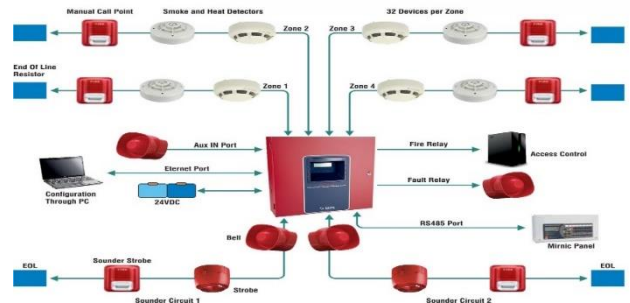 Manual Call Point
Smoke and Heat Detectors
Zone 2
Zone 3
32 Devices per Zone
End Of Line
Resistor
Zone 1
Zone 4
Aux IN Port
Fire Relay
Access Control
Eternet Port
Configuration
Through PC
24VDC
Fault Relay
RS485 Port
Mirnic Panel
Bell
EOL
Sounder Strobe
Strobe
Sounder Circuit 1
Sounder Circuit 2
EOL